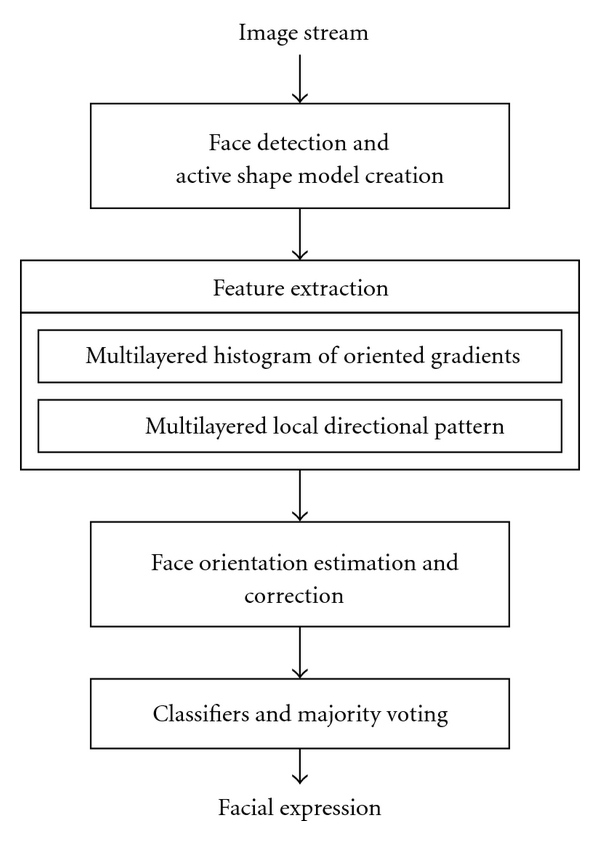 Image stream
Face detection and
active shape model creation
Feature extraction
Multilayered histogram of oriented gradients
Multilayered local directional pattern
Face orientation estimation and
correction
Classifiers and majority voting
Facial expression